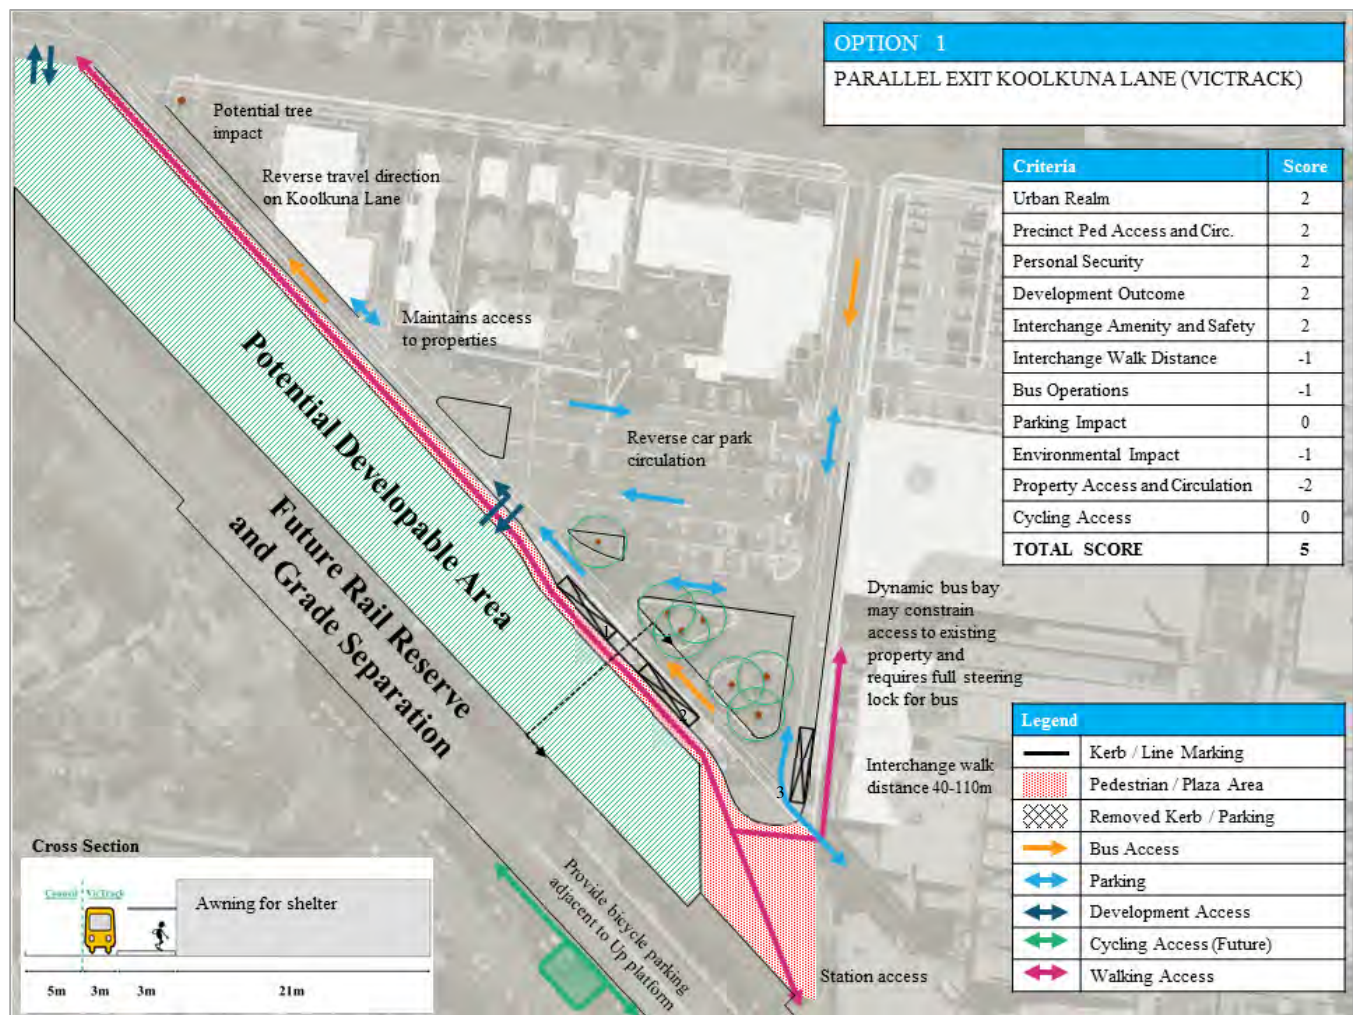 OPTION 1
PARALLEL EXIT KOOLKUNA LANE (VICTRACK)
Potential tree
impact
Reverse travel direction
on Koolkuna Lane
Maintains access
to properties
Reverse car park
circulation
Potential Developable Area
Future Rail Reserve
and Grade Separation
1
2
3
Dynamic bus bay
may constrain
access to existing
property and
requires full steering
lock for bus
Interchange walk
distance 40-110m
Station access
Provide bicycle parking
adjacent to Up platform
Criteria Score
Urban Realm 2
Precinct Ped Access and Circ. 2
Personal Security 2
Development Outcome 2
Interchange Amenity and Safety 2
Interchange Walk Distance -1
Bus Operations -1
Parking Impact 0
Environmental Impact -1
Property Access and Circulation -2
Cycling Access 0
TOTAL SCORE 5
Legend
Kerb / Line Marking
Pedestrian / Plaza Area
Removed Kerb / Parking
Bus Access
Parking
Development Access
Cycling Access (Future)
Walking Access
Cross Section
Council VicTrack
Awning for shelter
5m 3m 3m 21m